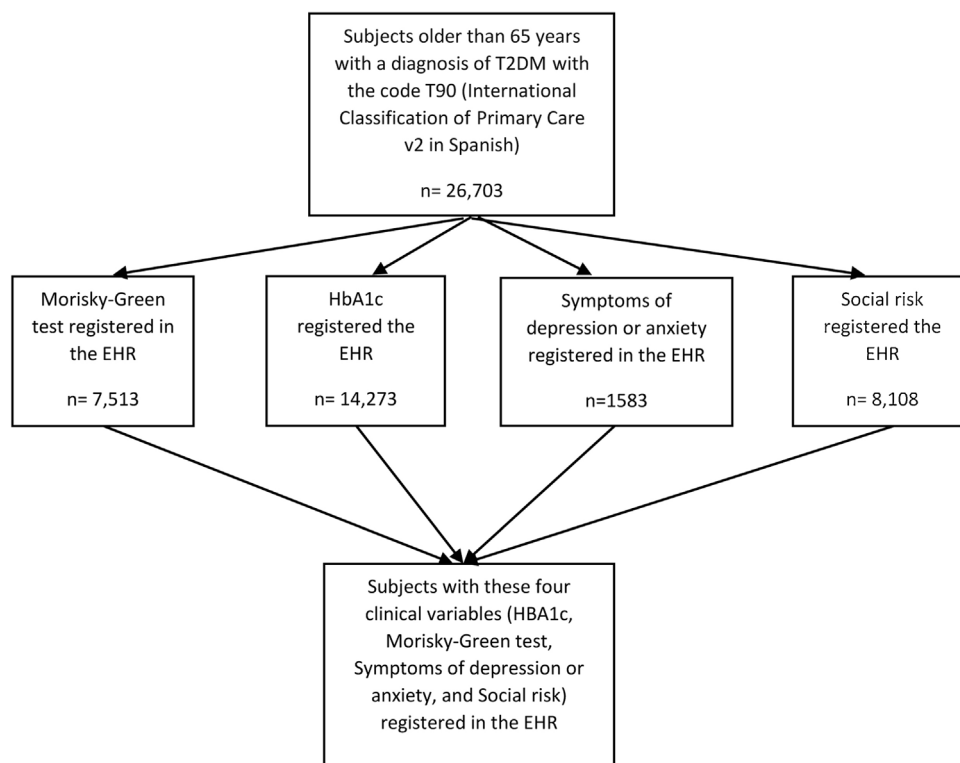 Subjects older than 65 years
with a diagnosis of T2DM with
the code T90 (International
Classification of Primary Care
v2 in Spanish)
n= 26,703
Morisky-Green
test registered in
the EHR
n= 7,513
HbA1c
registered the
EHR
n= 14,273
Symptoms of
depression or anxiety
registered in the EHR
n=1583
Social risk
registered the
EHR
n= 8,108
Subjects with these four
clinical variables (HBA1c,
Morisky-Green test,
Symptoms of depression or
anxiety, and Social risk)
registered in the EHR